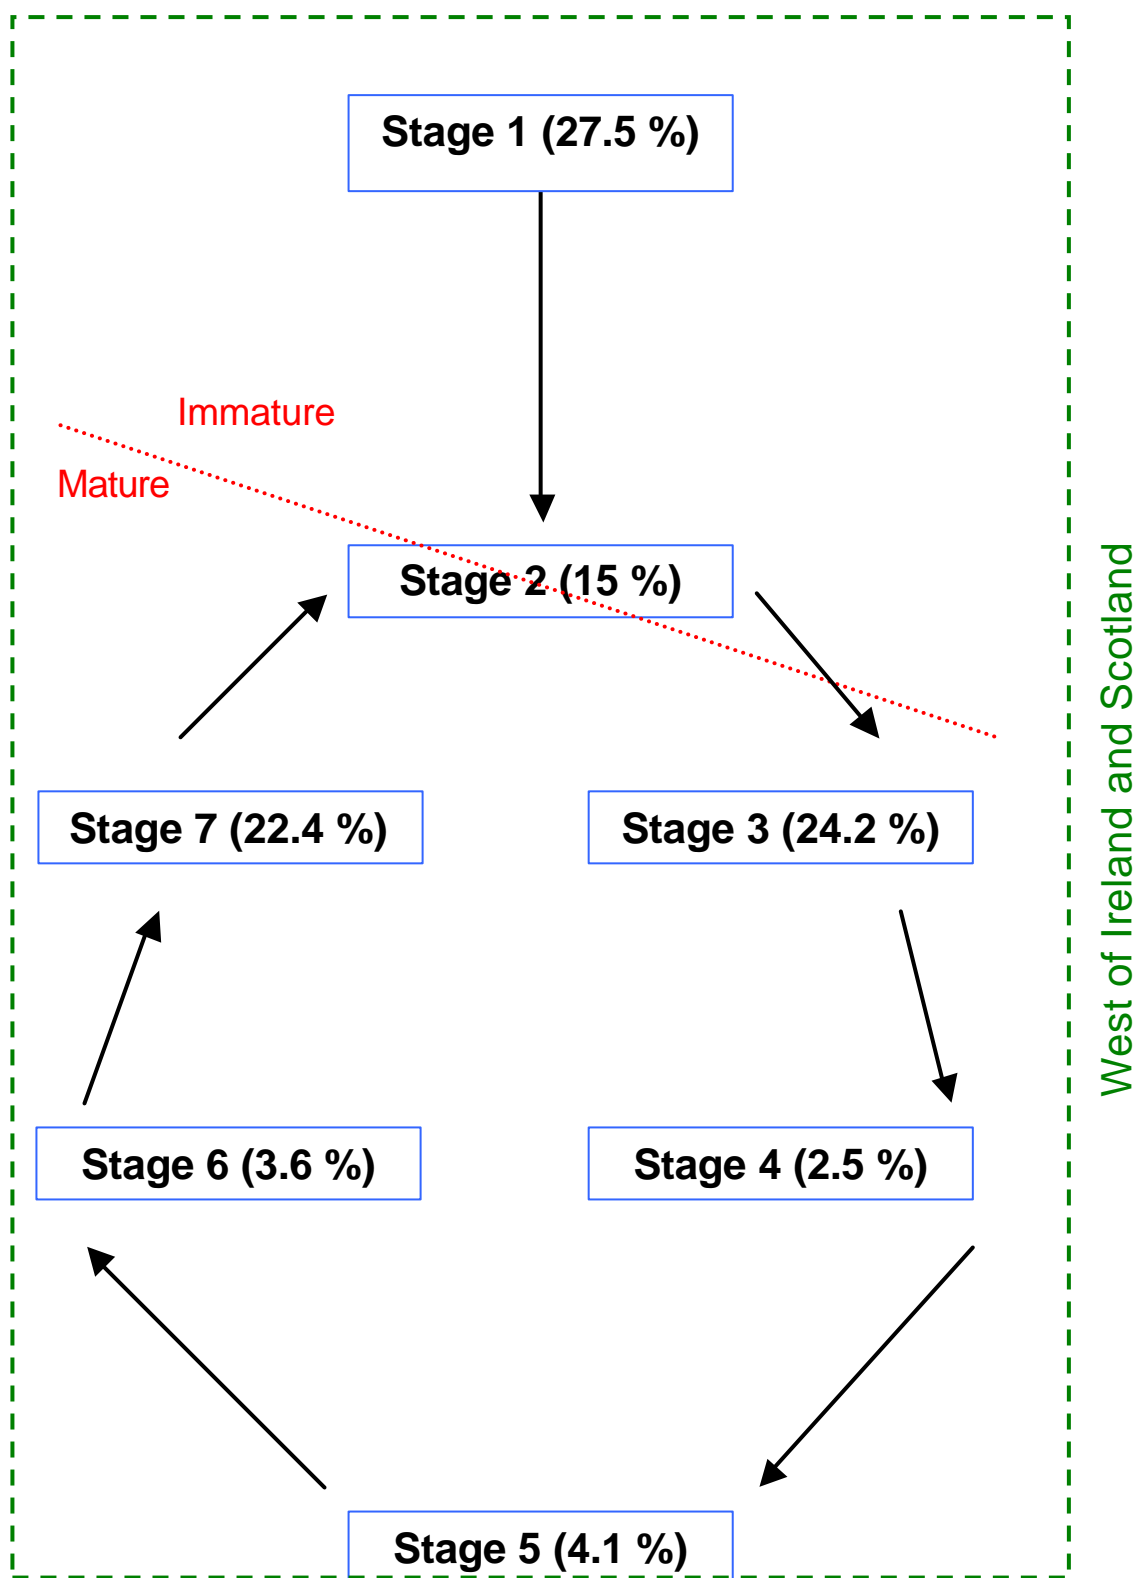 Stage 1 (27.5 %)
Immature
Mature
Stage 2 (15 %)
Stage 7 (22.4 %)
Stage 3 (24.2 %)
Stage 6 (3.6 %)
Stage 4 (2.5 %)
Stage 5 (4.1 %)
West of Ireland and Scotland